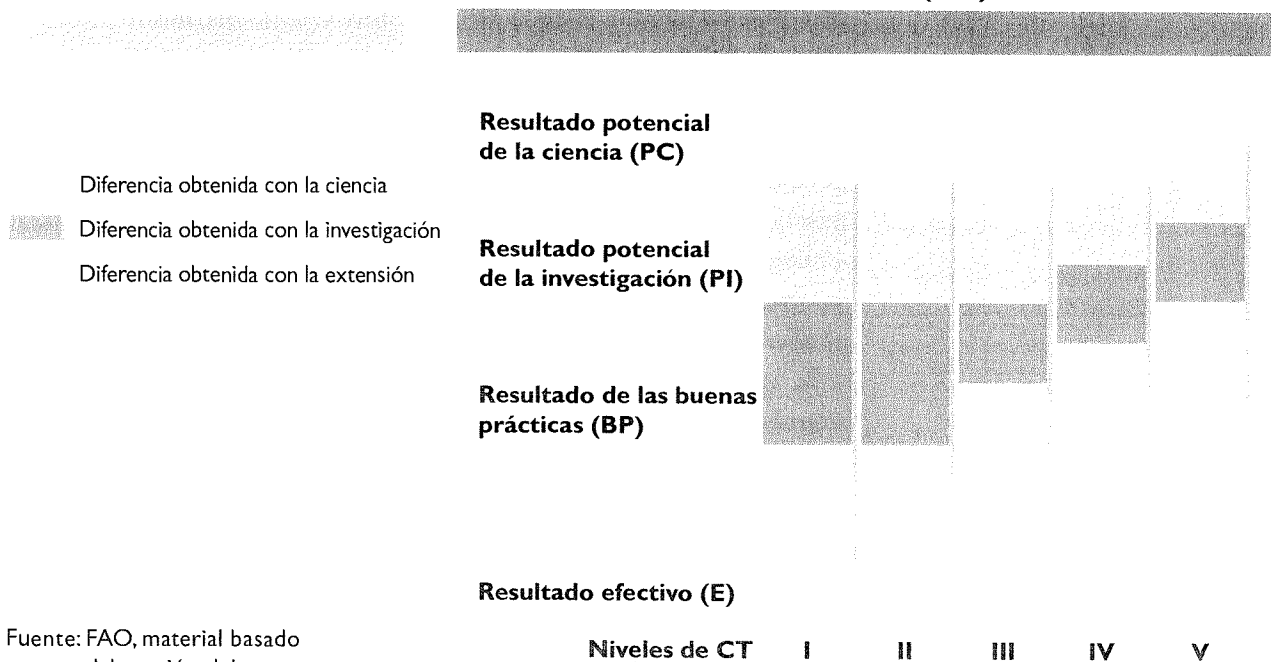 Resultado potencial
de la ciencia (PC)
Diferencia obtenida con la ciencia
Diferencia obtenida con la investigación
Diferencia obtenida con la extensión
Resultado potencial
de la investigación (PI)
Resultado de las buenas
prácticas (BP)
Resultado efectivo (E)
Niveles de CT I II III IV V
Fuente: FAO, material basado